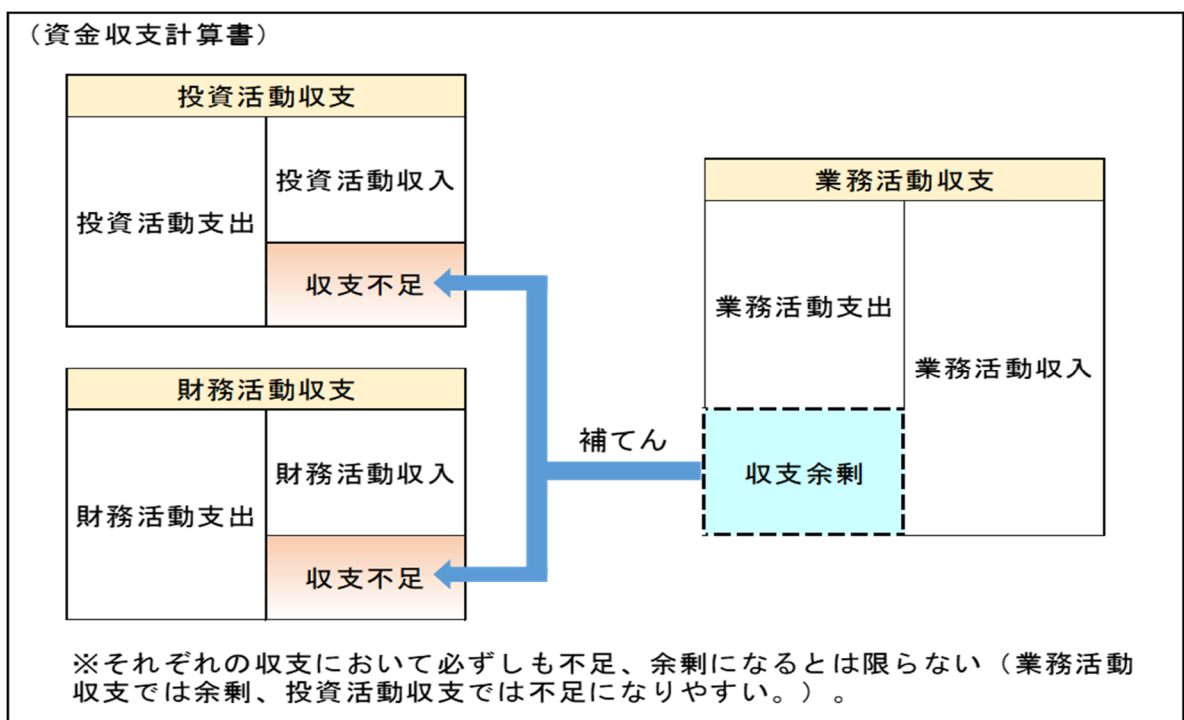 （資金収支計算書）
投資活動収支
投資活動支出
投資活動収入
収支不足
財務活動収支
財務活動支出
財務活動収入
収支不足
補てん
業務活動収支
業務活動支出
業務活動収入
収支余剰
※それぞれの収支において必ずしも不足、余剰になるとは限らない（業務活動
収支では余剰、投資活動収支では不足になりやすい。）。